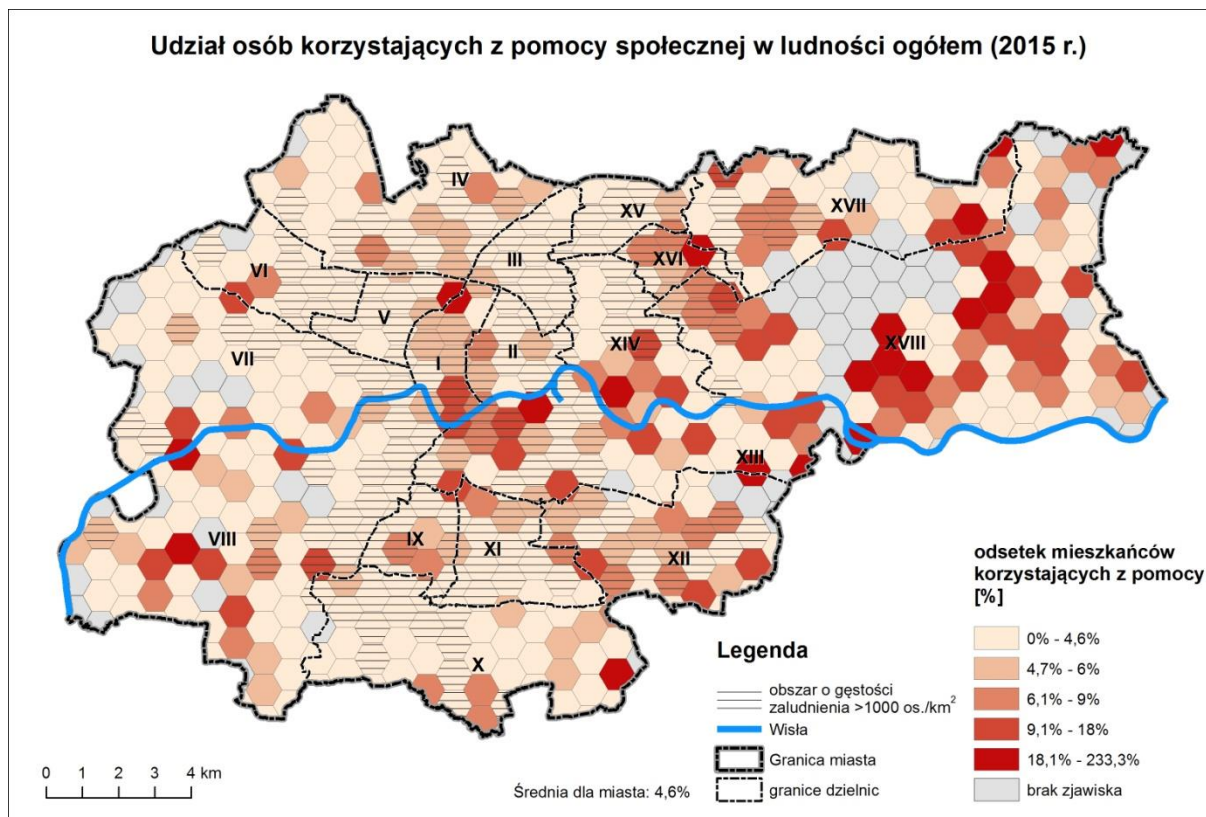 Udział osób korzystających z pomocy społecznej w ludności ogółem (2015 r.)
IV
XV
XVII
III
XVI
VI
V
VII
I
II
XIV
XVIII
XIII
VIII
IX
XI
XII
X
odsetek mieszkańców
korzystających z pomocy
[%]
0% - 4,6%
4,7% - 6%
6,1% - 9%
9,1% - 18%
18,1% - 233,3%
brak zjawiska
Legenda
obszar o gęstości
zaludnienia >1000 os./km²
Wisła
Granica miasta
granice dzielnic
0 1 2 3 4 km
Średnia dla miasta: 4,6%